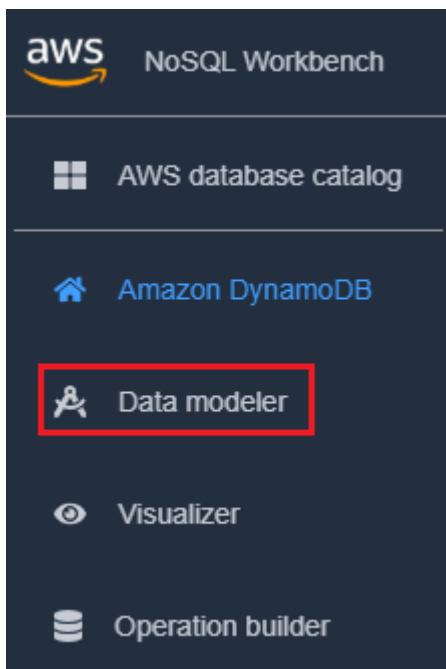 aws NoSQL Workbench
AWS database catalog
Amazon DynamoDB
Data modeler
Visualizer
Operation builder